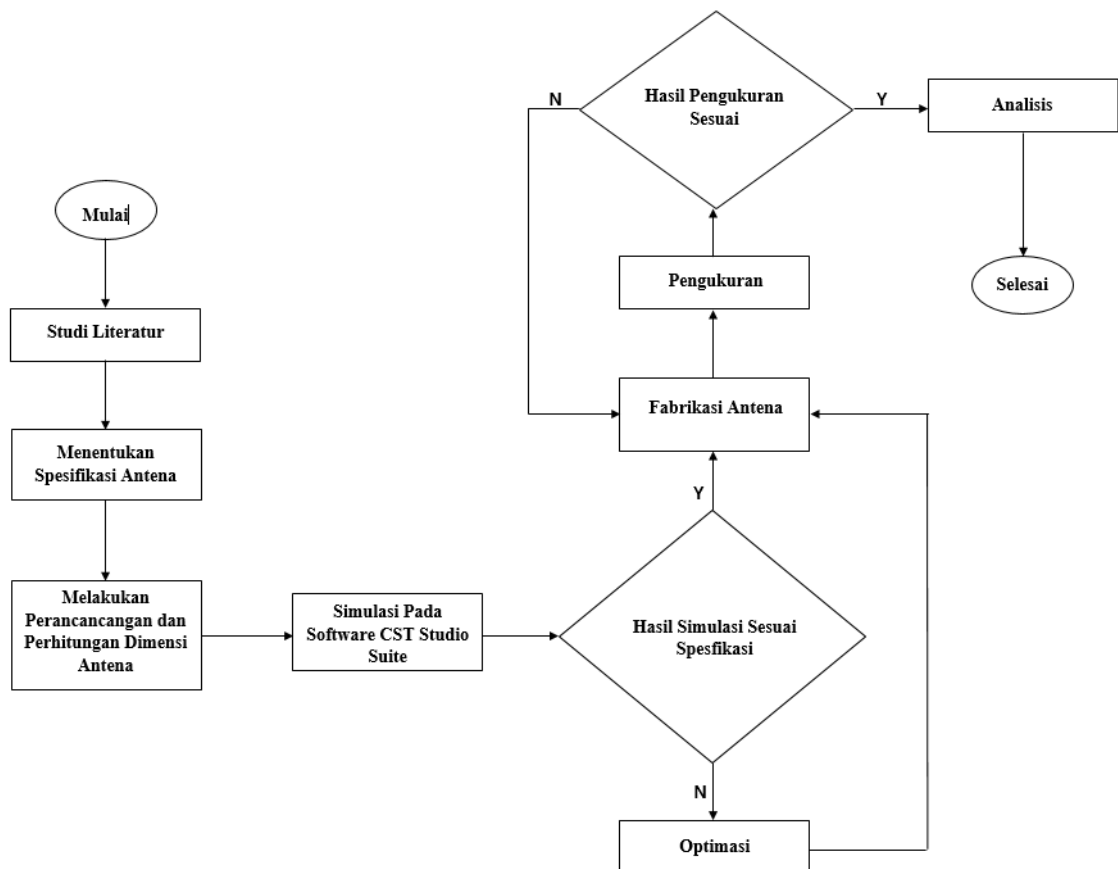 Mulai
Studi Literatur
Menentukan
Spesifikasi Antena
Melakukan
Perancancangan dan
Perhitungan Dimensi
Antena
Simulasi Pada
Software CST Studio
Suite
Hasil Simulasi Sesuai
Spesfikasi
Y
N
Optimasi
Fabrikasi Antena
Pengukuran
Hasil Pengukuran
Sesuai
N
Y
Analisis
Selesai